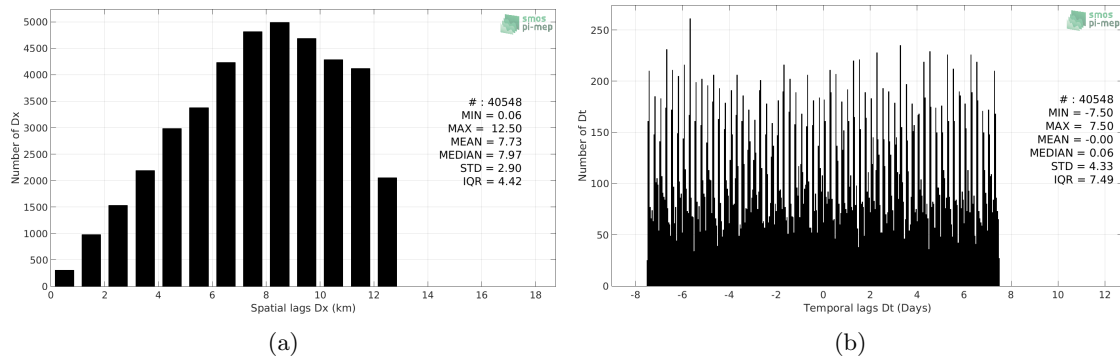 smos
pi-mep
5000
4500
4000
3500
3000
2500
2000
1500
1000
500
0
Number of Dx
# : 40548
MIN = 0.06
MAX = 12.50
MEAN = 7.73
MEDIAN = 7.97
STD = 2.90
IQR = 4.42
0 2 4 6 8 10 12 14 16 18
Spatial lags Dx (km)
(a)
smos
pi-mep
250
200
150
100
50
0
Number of Dt
# : 40548
MIN = -7.50
MAX = 7.50
MEAN = -0.00
MEDIAN = 0.06
STD = 4.33
IQR = 7.49
-8 -6 -4 -2 0 2 4 6 8 10 12
Temporal lags Dt (Days)
(b)